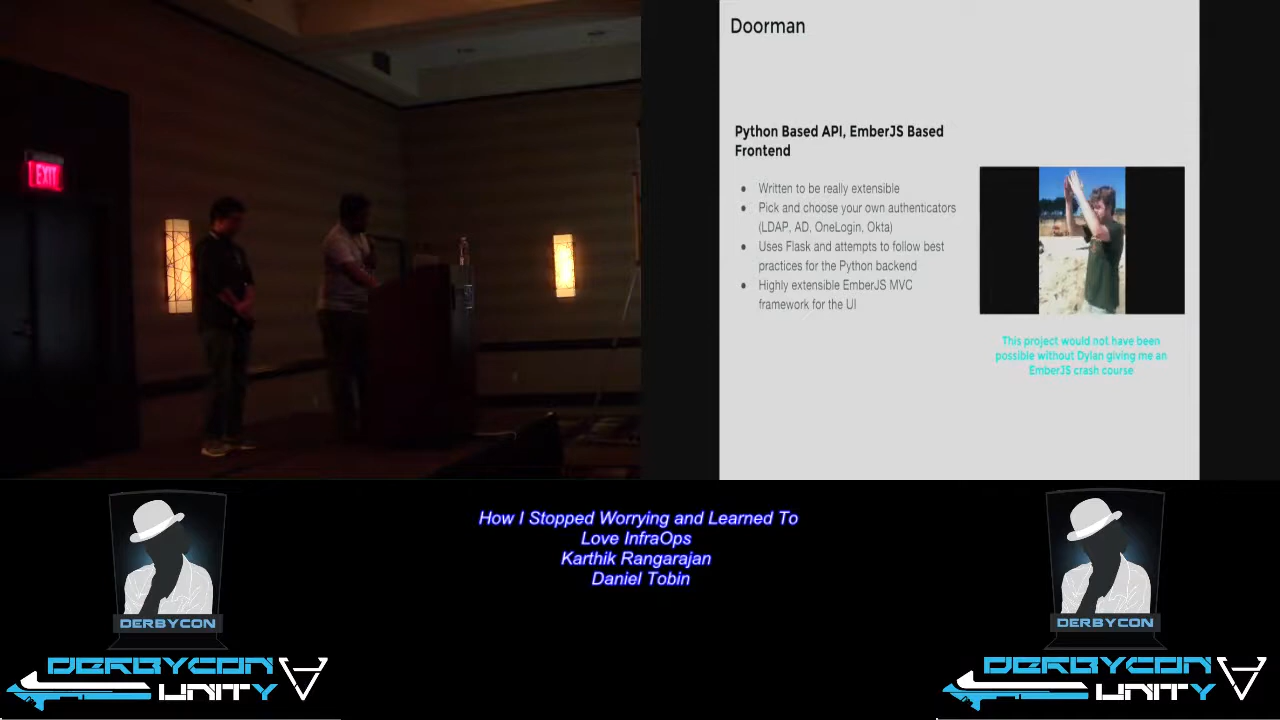 EXIT
Doorman
Python Based API, EmberJS Based
Frontend
● Written to be really extensible
● Pick and choose your own authenticators
(LDAP, AD, OneLogin, Okta)
● Uses Flask and attempts to follow best
practices for the Python backend
● Highly extensible EmberJS MVC
framework for the UI
This project would not have been
possible without Dylan giving me an
EmberJS crash course
How I Stopped Worrying and Learned To
Love InfraOps
Karthik Rangarajan
Daniel Tobin
DERBYCON
DERBYCON
UNITY
DERBYCON
DERBYCON
UNITY